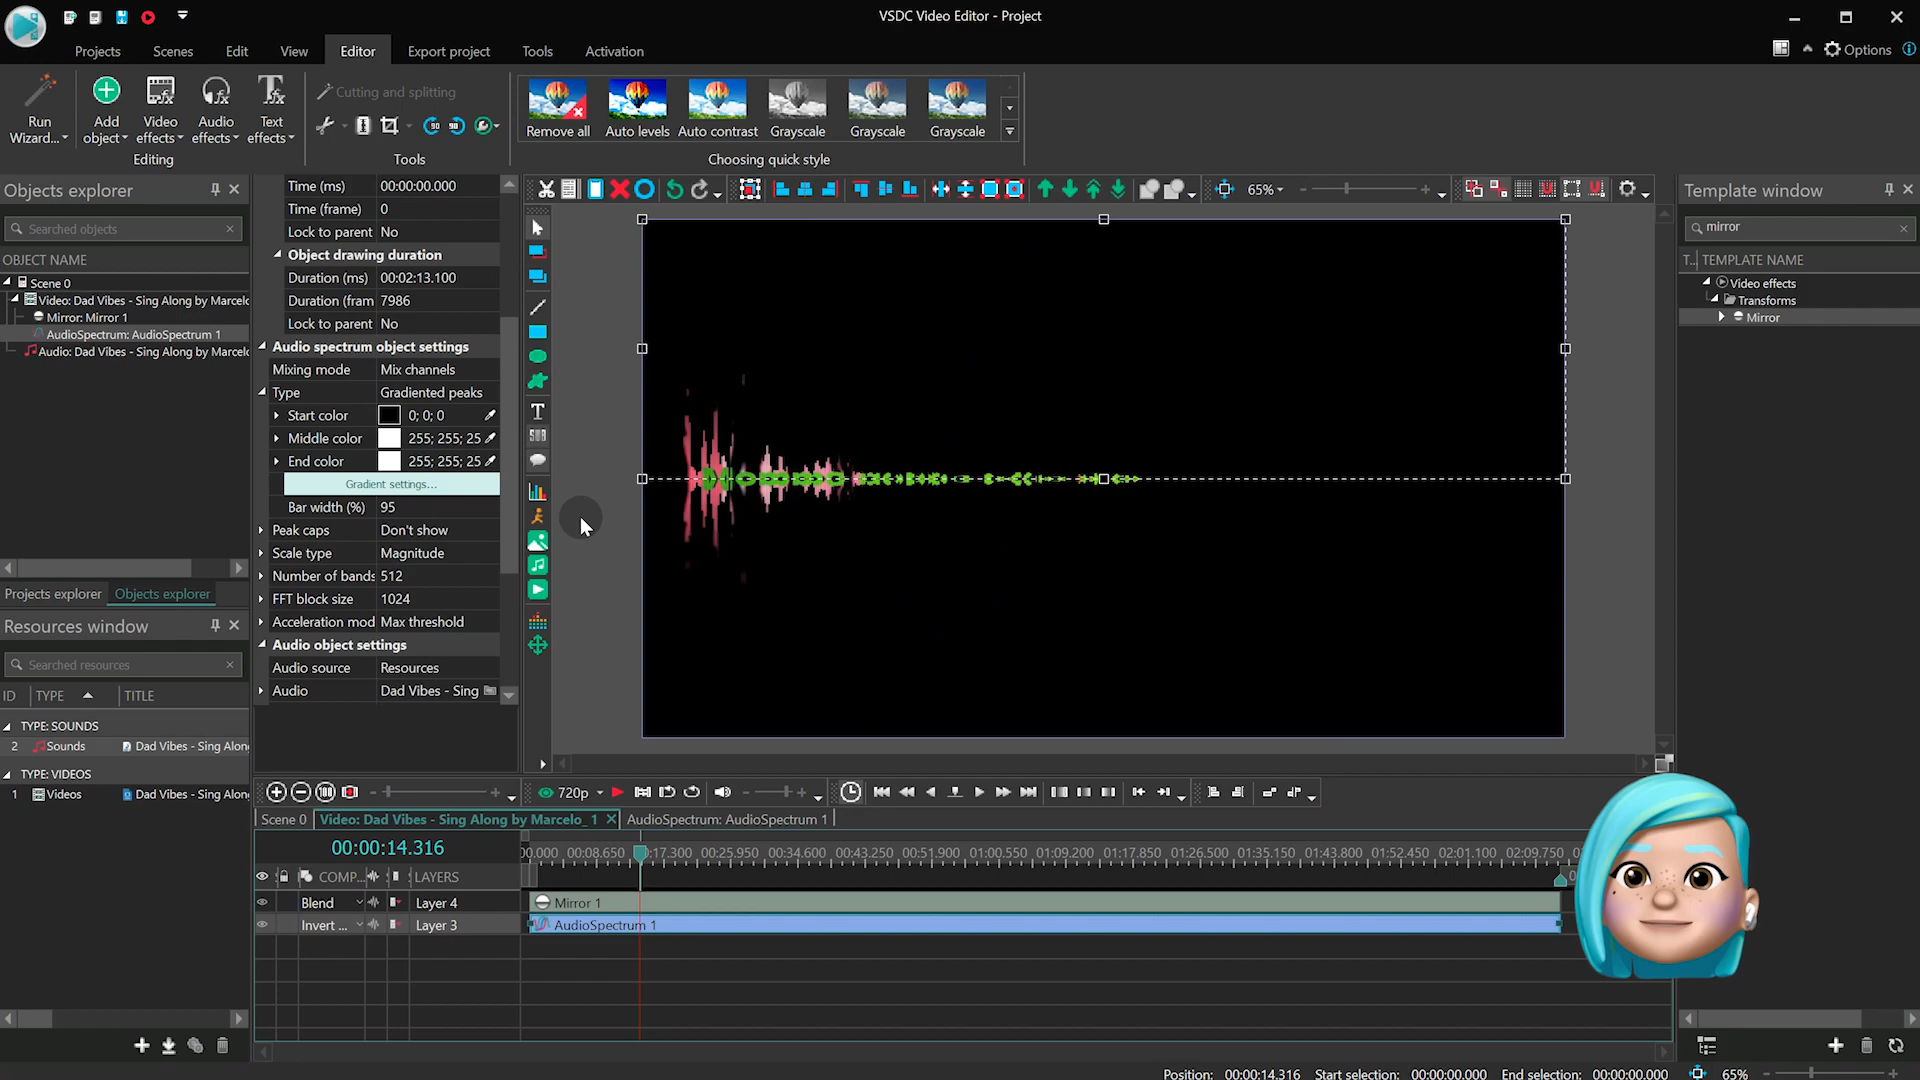 VSDC Video Editor - Project
Projects
Scenes
Edit
View
Editor
Export project
Tools
Activation
Options
Run
Wizard...
Add
object
Video
effects
Audio
effects
Text
effects
Editing
Cutting and splitting
Tools
Remove all
Auto levels
Auto contrast
Grayscale
Grayscale
Grayscale
Choosing quick style
Objects explorer
Searched objects
OBJECT NAME
Scene 0
Video: Dad Vibes - Sing Along by Marcelo
Mirror: Mirror 1
AudioSpectrum: AudioSpectrum 1
Audio: Dad Vibes - Sing Along by Marcelo
Projects explorer
Objects explorer
Resources window
Searched resources
ID TYPE TITLE
TYPE: SOUNDS
2 Sounds Dad Vibes - Sing Along
TYPE: VIDEOS
1 Videos Dad Vibes - Sing Along
Time (ms) 00:00:00.000
Time (frame) 0
Lock to parent No
Object drawing duration
Duration (ms) 00:02:13.100
Duration (fram 7986
Lock to parent No
Audio spectrum object settings
Mixing mode Mix channels
Type Gradiented peaks
Start color 0; 0; 0
Middle color 255; 255; 25
End color 255; 255; 25
Gradient settings...
Bar width (%) 95
Peak caps Don't show
Scale type Magnitude
Number of bands 512
FFT block size 1024
Acceleration mod Max threshold
Audio object settings
Audio source Resources
Audio Dad Vibes - Sing
65%
Template window
mirror
T... TEMPLATE NAME
Video effects
Transforms
Mirror
720p
Scene 0
Video: Dad Vibes - Sing Along by Marcelo_ 1
AudioSpectrum: AudioSpectrum 1
00:00:14.316
0.000 00:08.650 :17.300 00:25.950 00:34.600 00:43.250 00:51.900 01:00.550 01:09.200 01:17.850 01:26.500 01:35.150 01:43.800 01:52.450 02:01.100 02:09.750
COMP... LAYERS
Blend Layer 4 Mirror 1
Invert ... Layer 3 AudioSpectrum 1
Position: 00:00:14.316 Start selection: 00:00:00.000 End selection: 00:00:00.000 65%